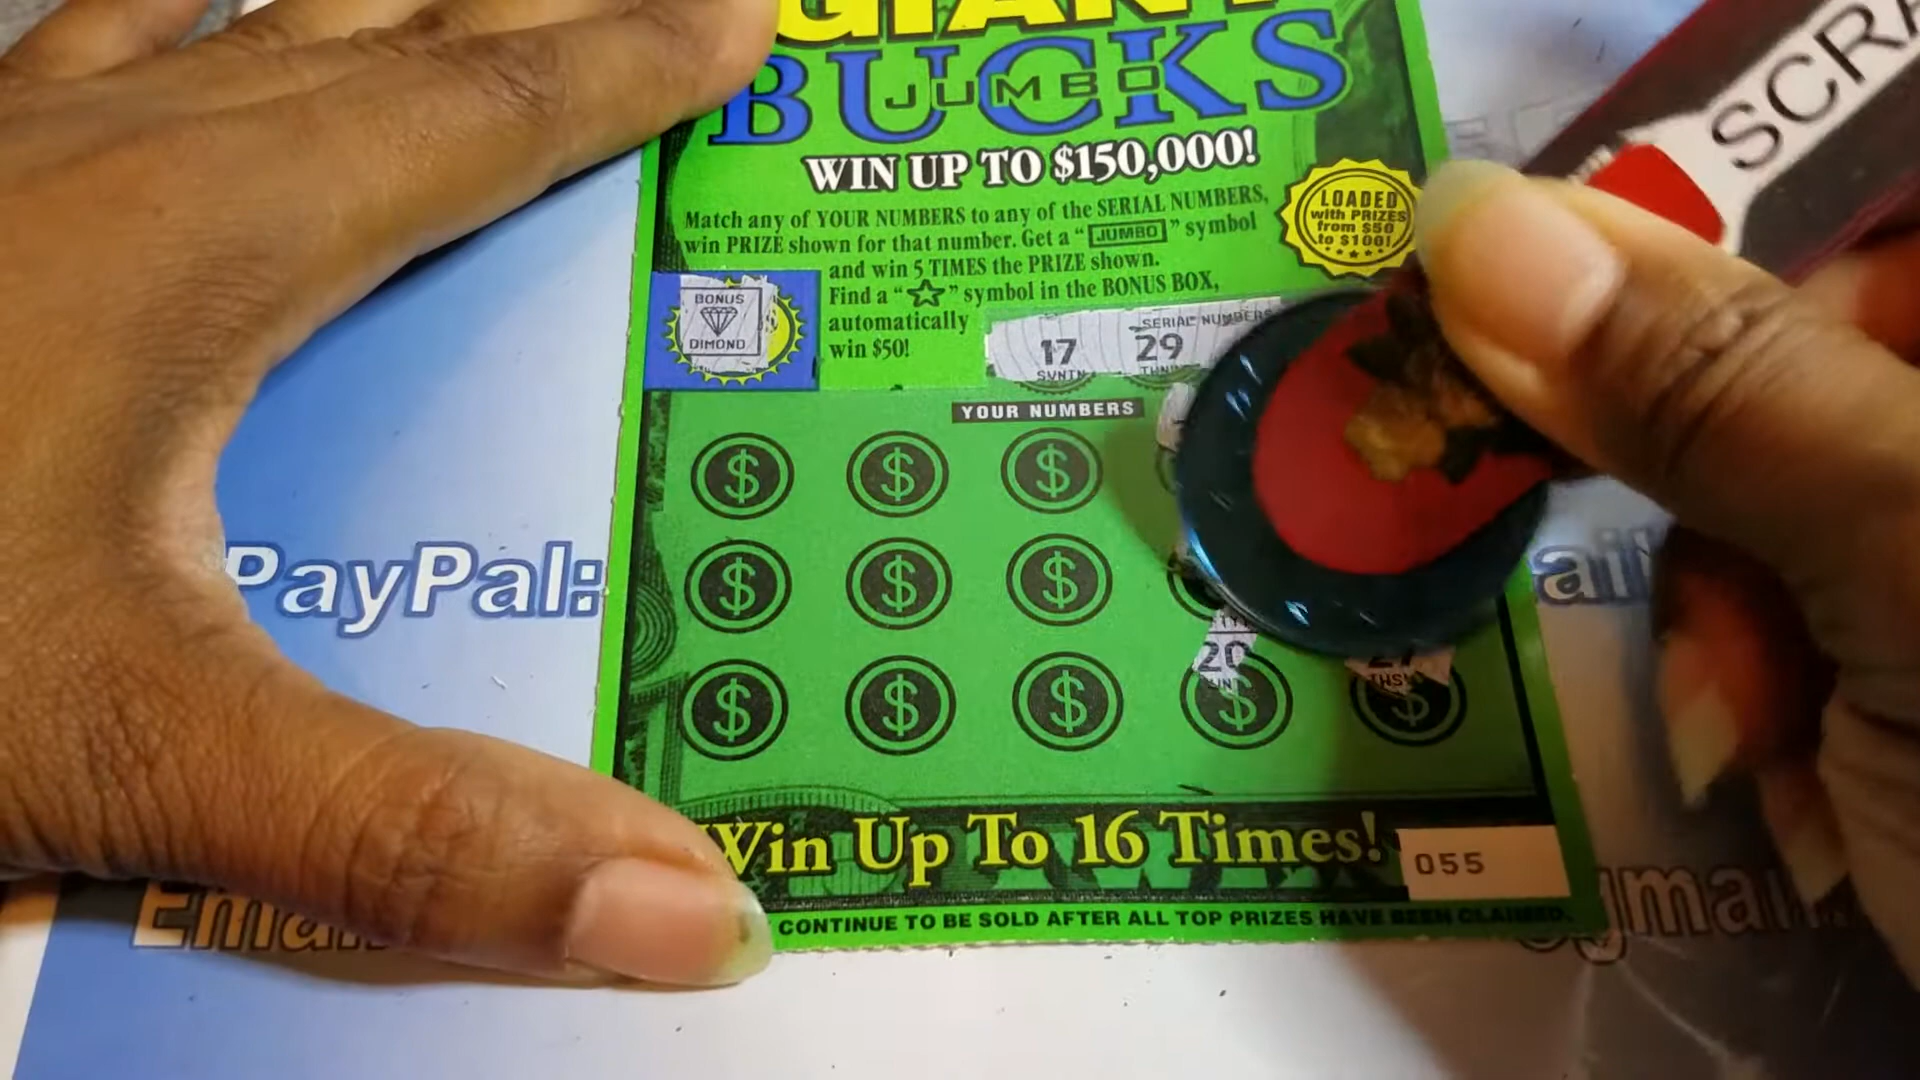 GIANT
BUCKS
JUMBO
WIN UP TO $150,000!
Match any of YOUR NUMBERS to any of the SERIAL NUMBERS,
win PRIZE shown for that number. Get a "JUMBO" symbol
and win 5 TIMES the PRIZE shown.
Find a "☆" symbol in the BONUS BOX,
automatically
win $50!
LOADED
with PRIZES
from $50
to $100!
BONUS
DIMOND
SERIAL NUMBERS
17 29
SVNTN
YOUR NUMBERS
$ $ $
$ $ $
20
$ $ $ $ $
Win Up To 16 Times!
055
CONTINUE TO BE SOLD AFTER ALL TOP PRIZES HAVE BEEN CLAIMED.
PayPal: